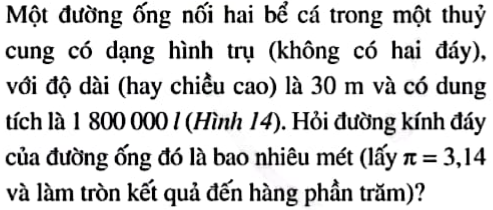 Một đường ống nối hai bể cá trong một thuỷ
cung có dạng hình trụ (không có hai đáy),
với độ dài (hay chiều cao) là 30 m và có dung
tích là 1 800 000 l (Hình 14). Hỏi đường kính đáy
của đường ống đó là bao nhiêu mét (lấy π = 3,14
và làm tròn kết quả đến hàng phần trăm)?